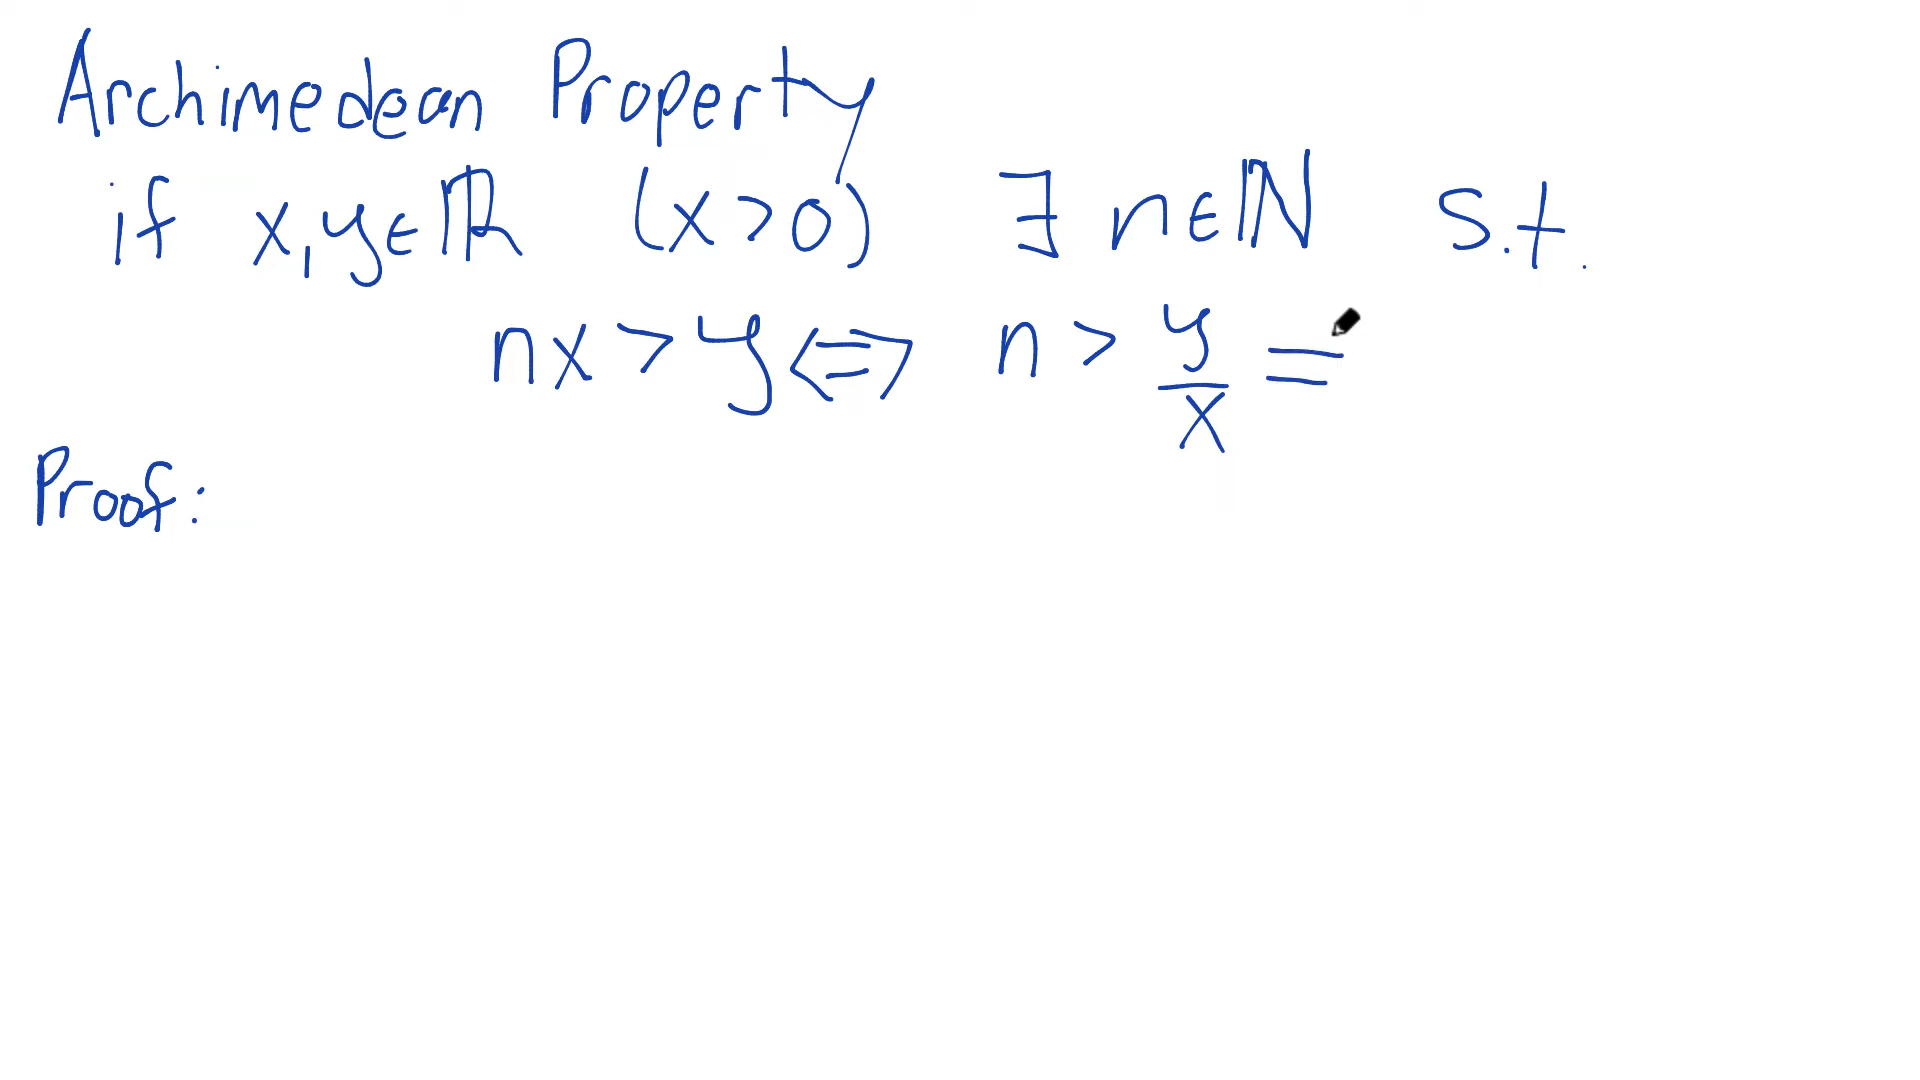 Archimedean Property
if x,y∈ℝ (x>0) ∃ n∈ℕ s.t.
nx > y ⇔ n > y/x =
Proof: